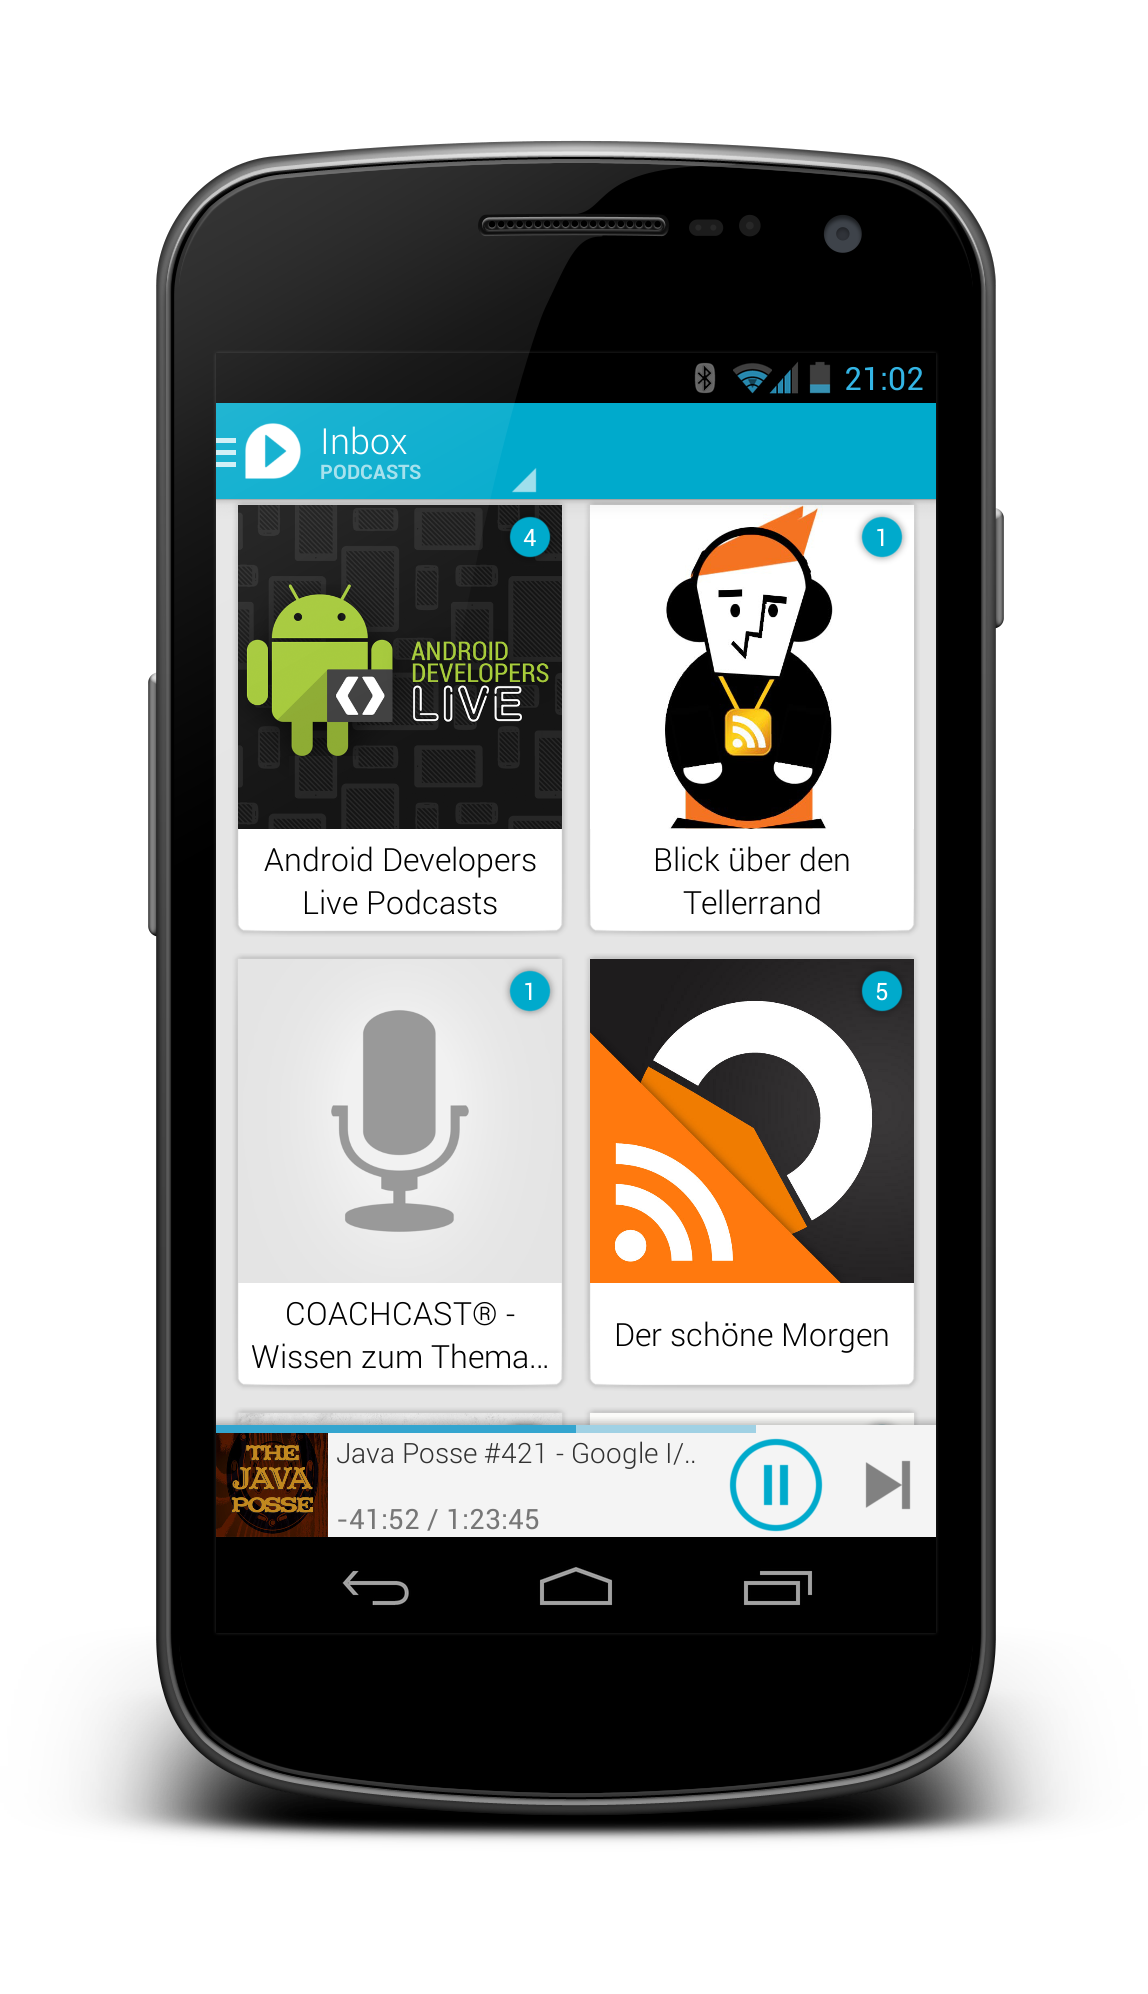 21:02
Inbox
PODCASTS
4
ANDROID
DEVELOPERS
LIVE
Android Developers
Live Podcasts
1
Blick über den
Tellerrand
1
COACHCAST® -
Wissen zum Thema...
5
Der schöne Morgen
THE
JAVA
POSSE
Java Posse #421 - Google I/..
-41:52 / 1:23:45